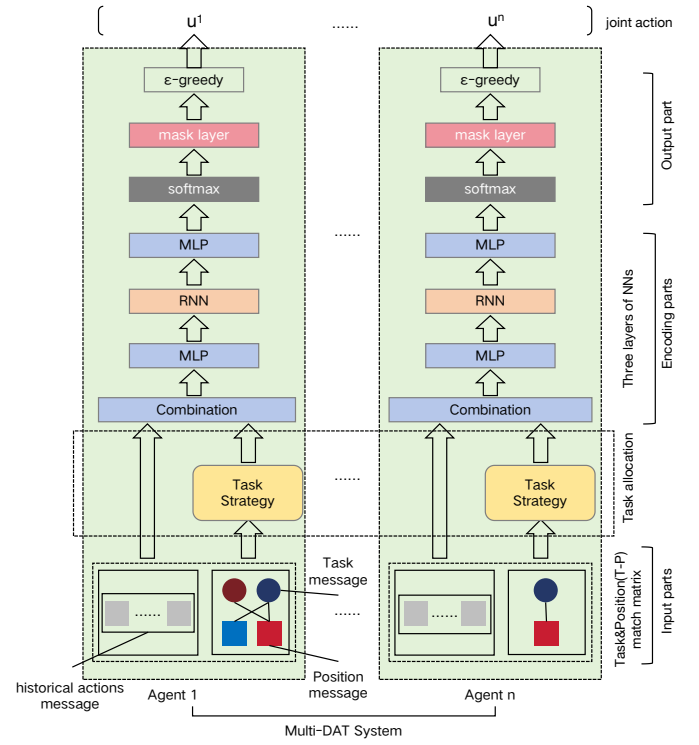 u¹ ...... uⁿ joint action
ε-greedy ε-greedy
mask layer mask layer
Output part
softmax softmax
......
MLP MLP
RNN RNN
MLP MLP
Three layers of NNs
Encoding parts
Combination Combination
Task
Strategy
......
Task
Strategy
Task allocation
Task
message
...... ...... ......
Task&Position(T-P)
match matrix
Input parts
historical actions
message
Position
message
Agent 1 Agent n
Multi-DAT System